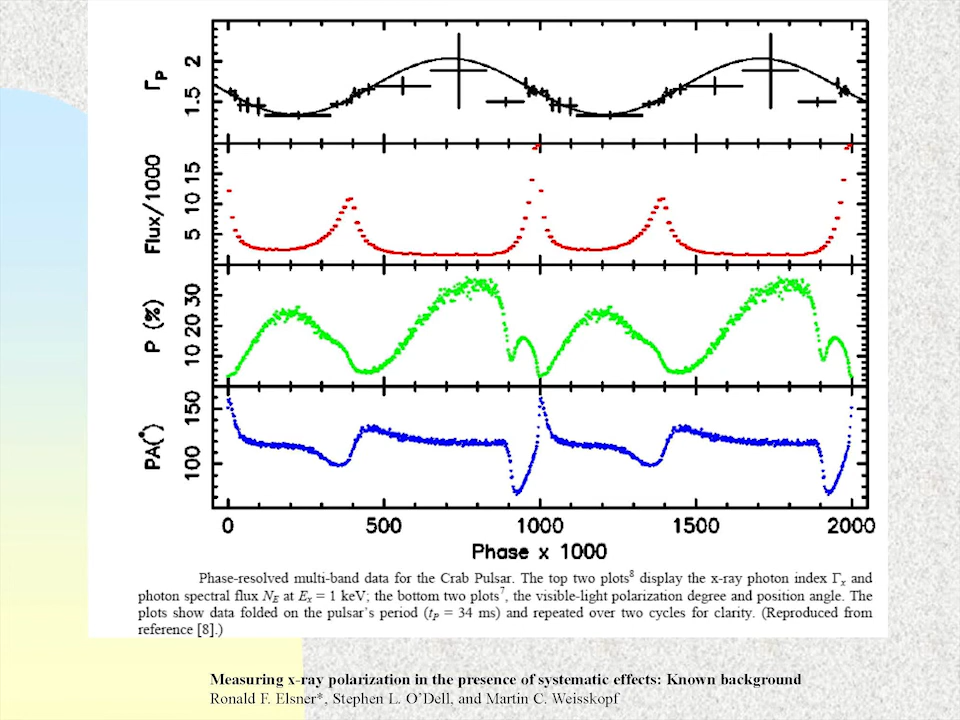 Γ_P
1.5 2
Flux/1000
5 10 15
P (%)
10 20 30
PA(°)
100 150
0 500 1000 1500 2000
Phase x 1000
Phase-resolved multi-band data for the Crab Pulsar. The top two plots⁸ display the x-ray photon index Γₓ and
photon spectral flux N_E at Eₓ = 1 keV; the bottom two plots⁷, the visible-light polarization degree and position angle. The
plots show data folded on the pulsar's period (t_P = 34 ms) and repeated over two cycles for clarity. (Reproduced from
reference [8].)
Measuring x-ray polarization in the presence of systematic effects: Known background
Ronald F. Elsner*, Stephen L. O'Dell, and Martin C. Weisskopf